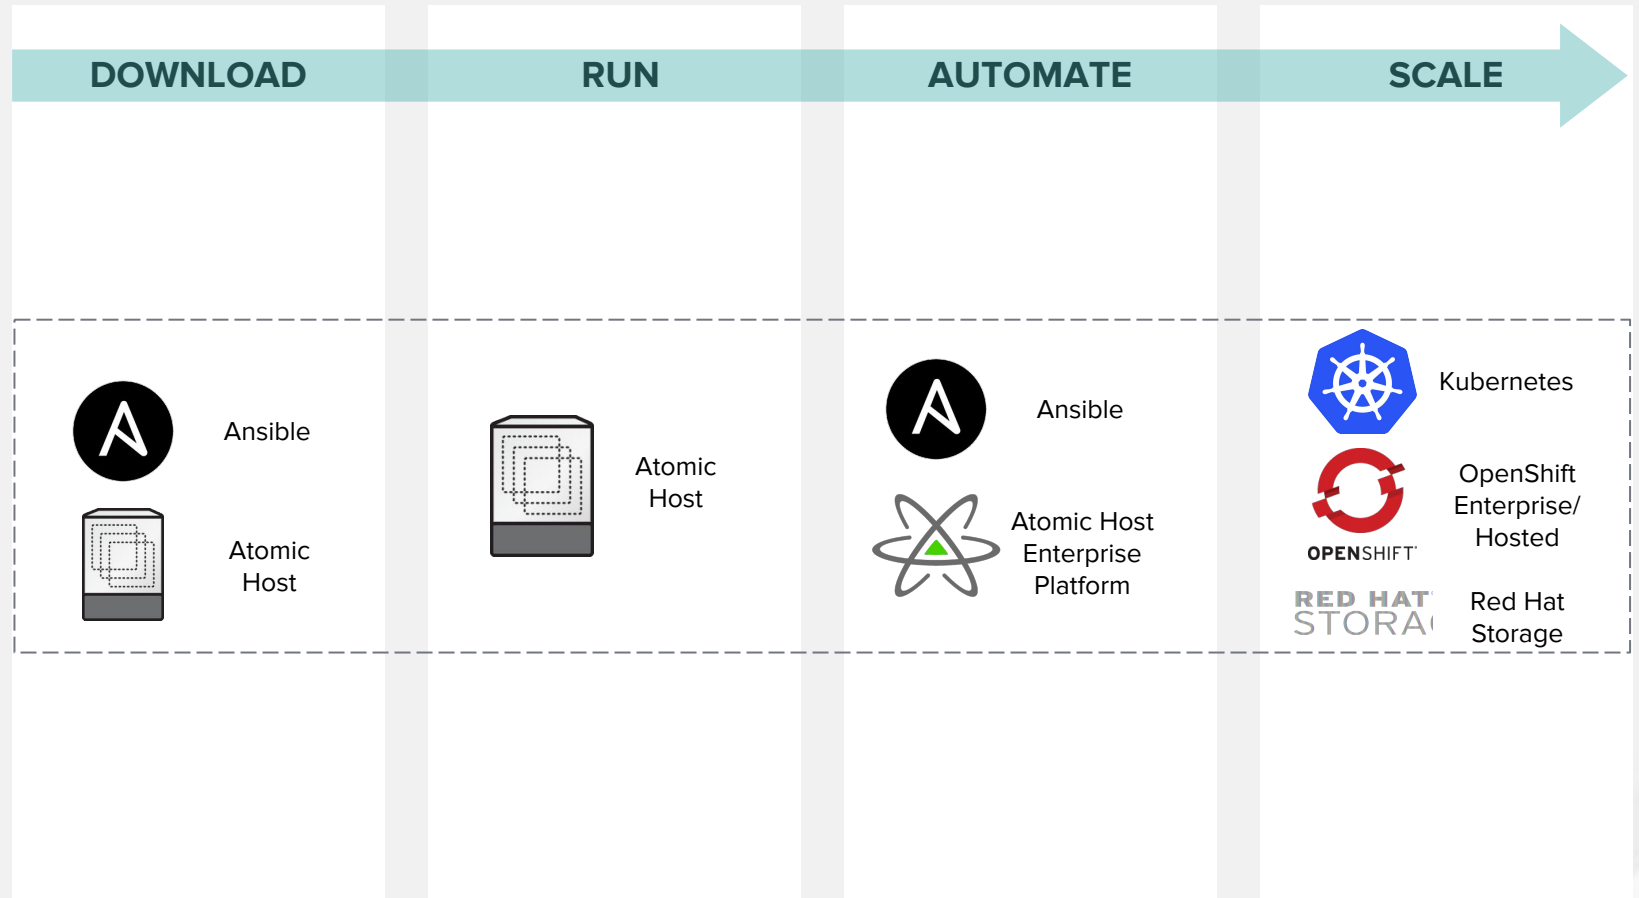 DOWNLOAD
RUN
AUTOMATE
SCALE
Ansible
Atomic
Host
Atomic
Host
Ansible
Atomic Host
Enterprise
Platform
Kubernetes
OPENSHIFT
OpenShift
Enterprise/
Hosted
RED HAT
STORA
Red Hat
Storage